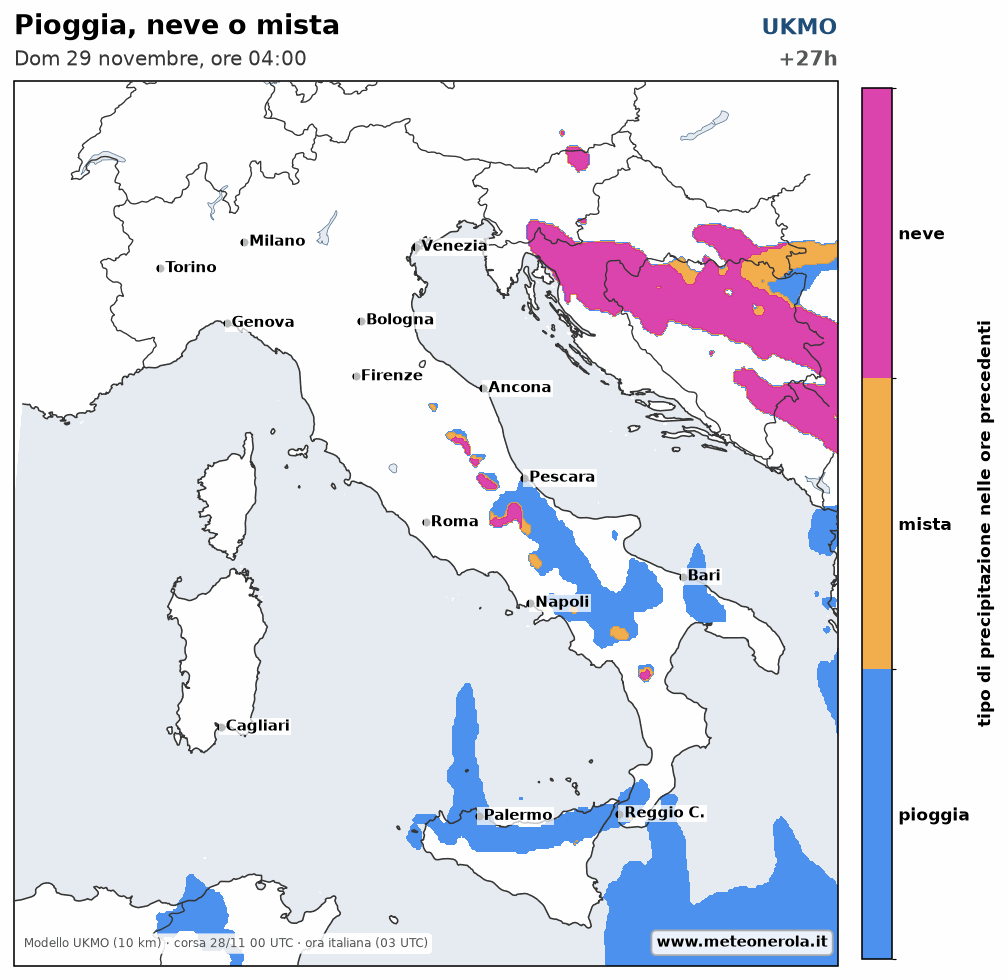 Pioggia, neve o mista
UKMO
Dom 29 novembre, ore 04:00
+27h
neve
mista
pioggia
tipo di precipitazione nelle ore precedenti
Milano
Venezia
Torino
Genova
Bologna
Firenze
Ancona
Pescara
Roma
Bari
Napoli
Cagliari
Palermo
Reggio C.
Modello UKMO (10 km) · corsa 28/11 00 UTC · ora italiana (03 UTC)
www.meteonerola.it